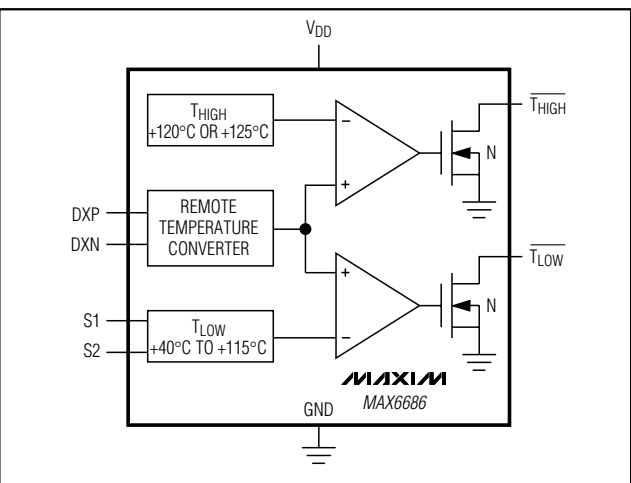 VDD
THIGH
+120°C OR +125°C
THIGH
N
DXP
DXN
REMOTE
TEMPERATURE
CONVERTER
TLOW
N
S1
S2
TLOW
+40°C TO +115°C
MAXIM
MAX6686
GND